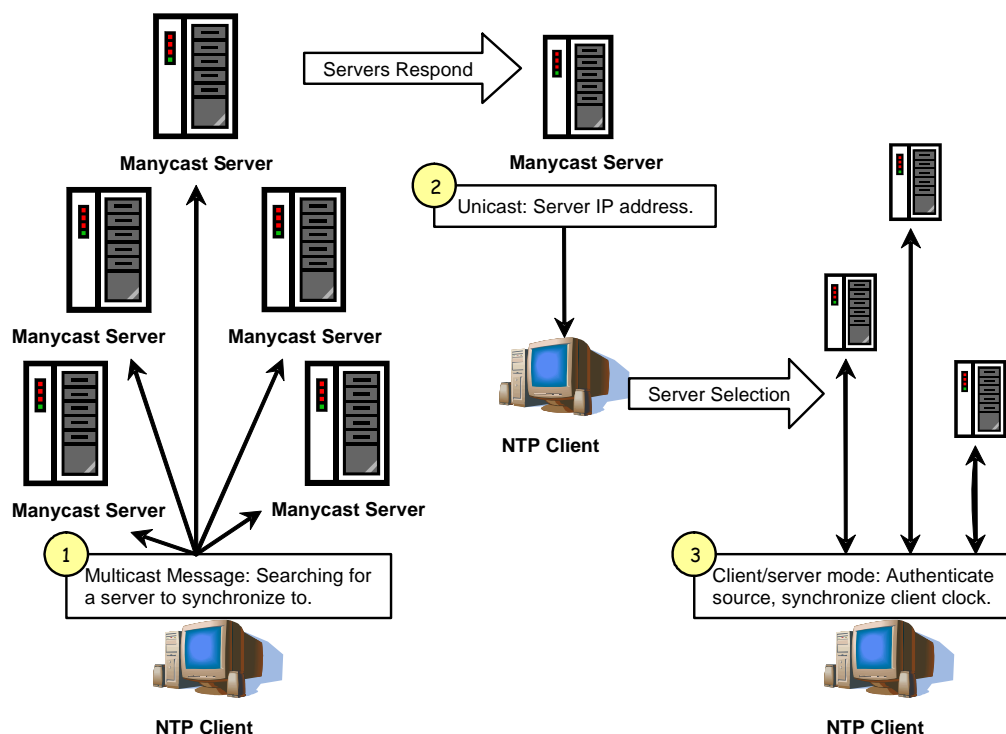 Servers Respond
Manycast Server
Manycast Server
2
Unicast: Server IP address.
Manycast Server
Manycast Server
Server Selection
NTP Client
Manycast Server
Manycast Server
1
Multicast Message: Searching for
a server to synchronize to.
3
Client/server mode: Authenticate
source, synchronize client clock.
NTP Client
NTP Client